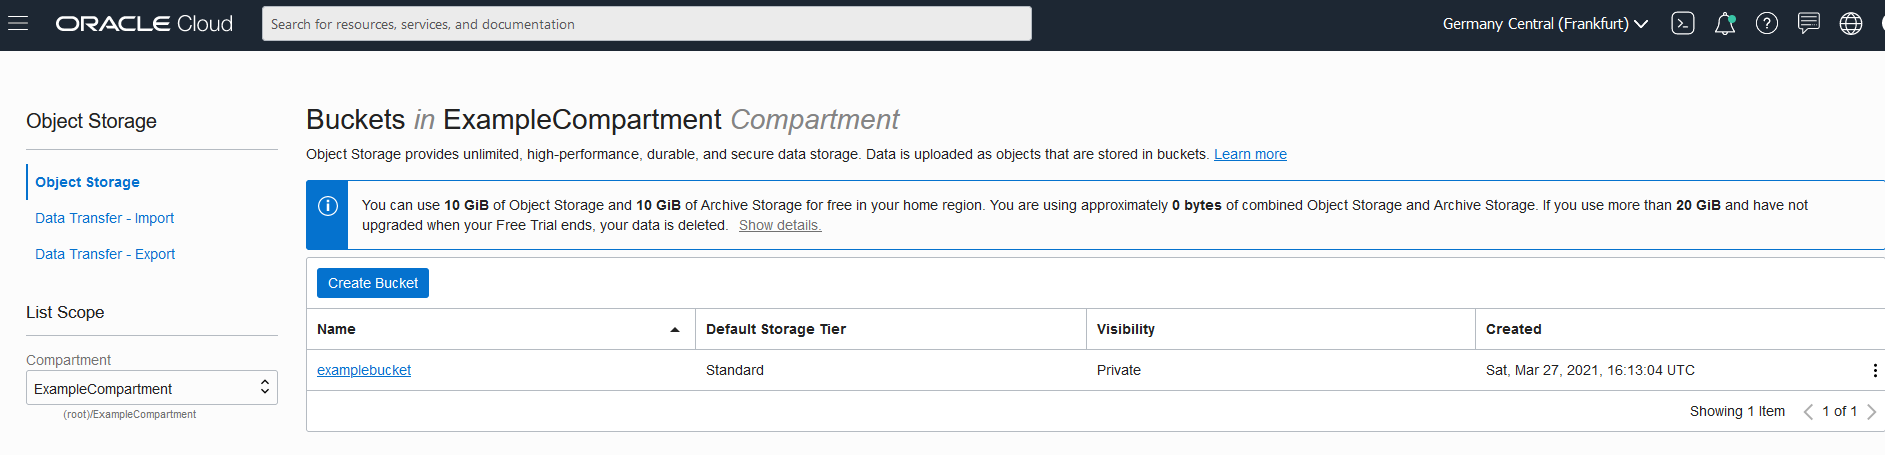 ORACLE Cloud
Search for resources, services, and documentation
Germany Central (Frankfurt)
Object Storage
Object Storage
Data Transfer - Import
Data Transfer - Export
List Scope
Compartment
ExampleCompartment
(root)/ExampleCompartment
Buckets in ExampleCompartment Compartment
Object Storage provides unlimited, high-performance, durable, and secure data storage. Data is uploaded as objects that are stored in buckets. Learn more
You can use 10 GiB of Object Storage and 10 GiB of Archive Storage for free in your home region. You are using approximately 0 bytes of combined Object Storage and Archive Storage. If you use more than 20 GiB and have not
upgraded when your Free Trial ends, your data is deleted. Show details.
Create Bucket
Name Default Storage Tier Visibility Created
examplebucket Standard Private Sat, Mar 27, 2021, 16:13:04 UTC
Showing 1 Item 1 of 1